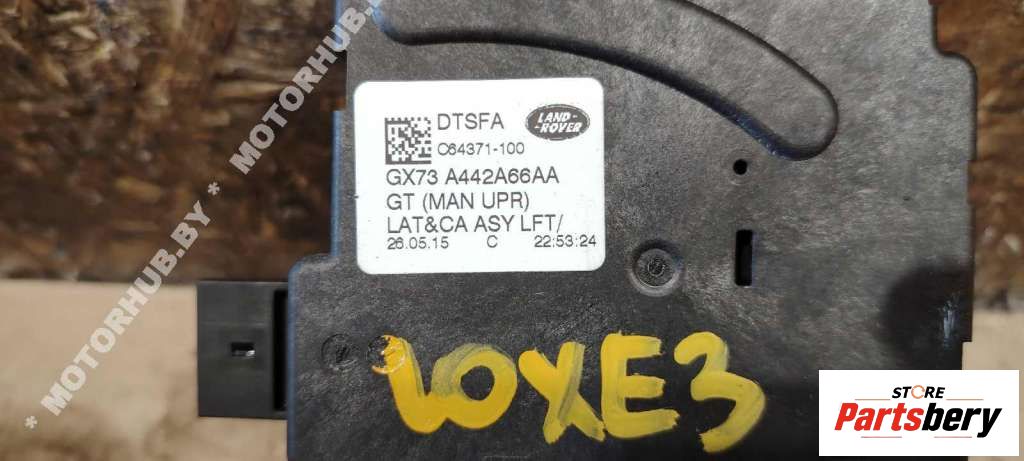 * MOTORHUB.BY * MOTORHUB.BY
DTSFA
LAND-
-ROVER
C64371-100
GX73 A442A66AA
GT (MAN UPR)
LAT&CA ASY LFT/
26.05.15 C 22:53:24
LOXE3
STORE
Partsbery